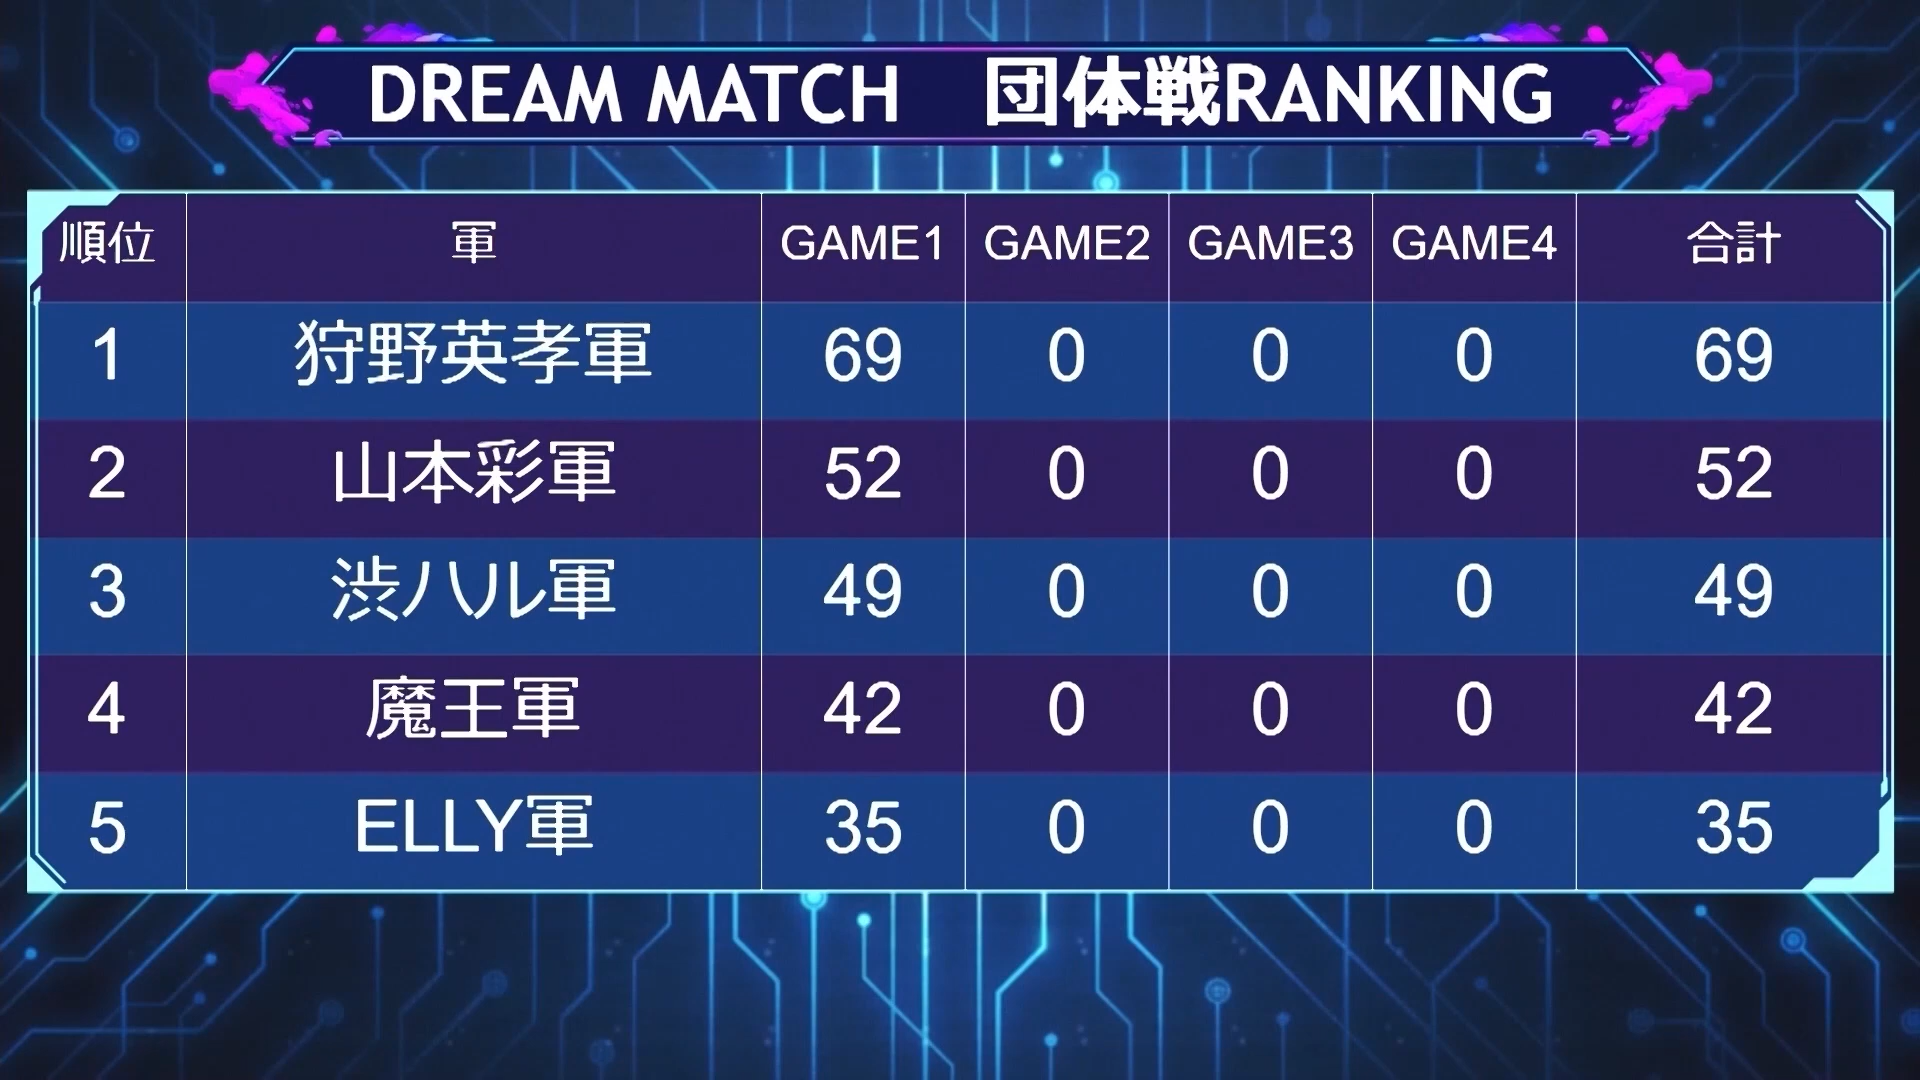 DREAM MATCH　団体戦RANKING
順位 軍 GAME1 GAME2 GAME3 GAME4 合計
1 狩野英孝軍 69 0 0 0 69
2 山本彩軍 52 0 0 0 52
3 渋ハル軍 49 0 0 0 49
4 魔王軍 42 0 0 0 42
5 ELLY軍 35 0 0 0 35